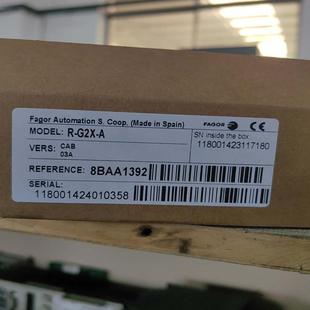 Fagor Automation S. Coop. (Made in Spain)
MODEL: R-G2X-A
VERS: CAB
03A
REFERENCE: 8BAA1392
SERIAL:
118001424010358
FAGOR
SN inside the box
118001423117180